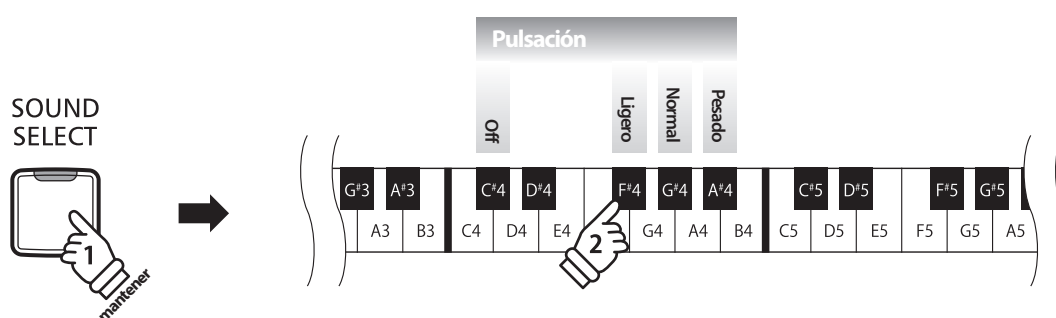 Pulsación
Off
Ligero
Normal
Pesado
SOUND
SELECT
1
mantener
G#3 A#3 C#4 D#4 F#4 G#4 A#4 C#5 D#5 F#5 G#5
A3 B3 C4 D4 E4 G4 A4 B4 C5 D5 E5 F5 G5 A5
2